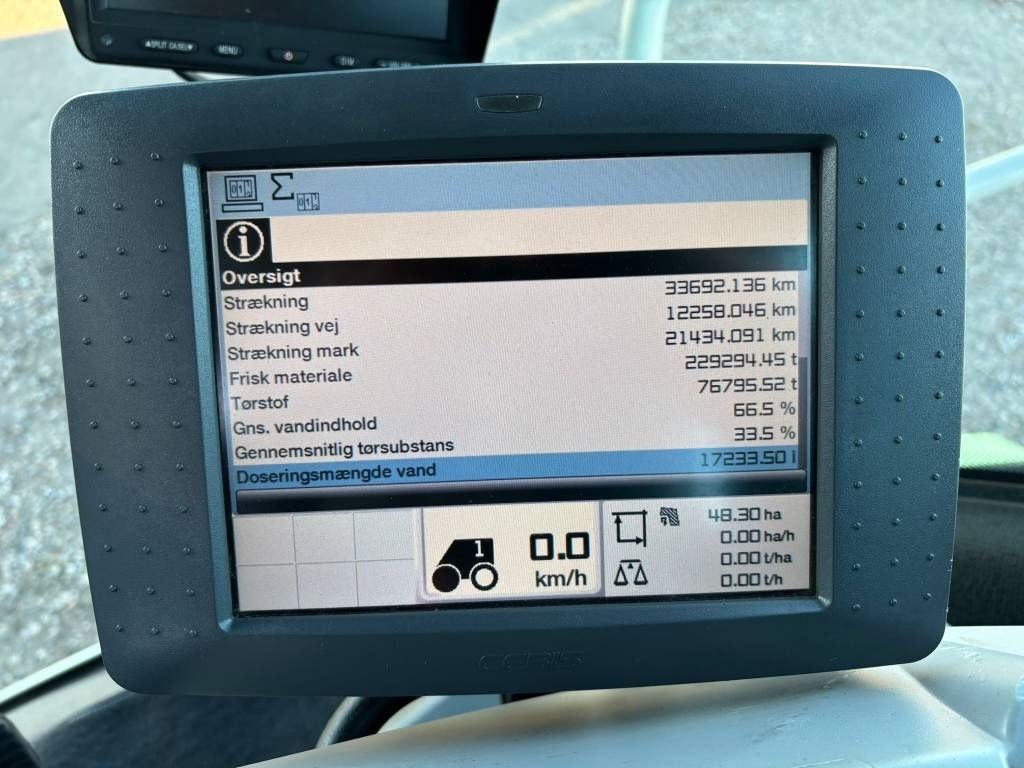 MENU
Oversigt
Strækning 33692.136 km
Strækning vej 12258.046 km
Strækning mark 21434.091 km
Frisk materiale 229294.45 t
Tørstof 76795.52 t
Gns. vandindhold 66.5 %
Gennemsnitlig tørsubstans 33.5 %
Doseringsmængde vand 17233.50 l
1 0.0 km/h
48.30 ha
0.00 ha/h
0.00 t/ha
0.00 t/h
CEBIS